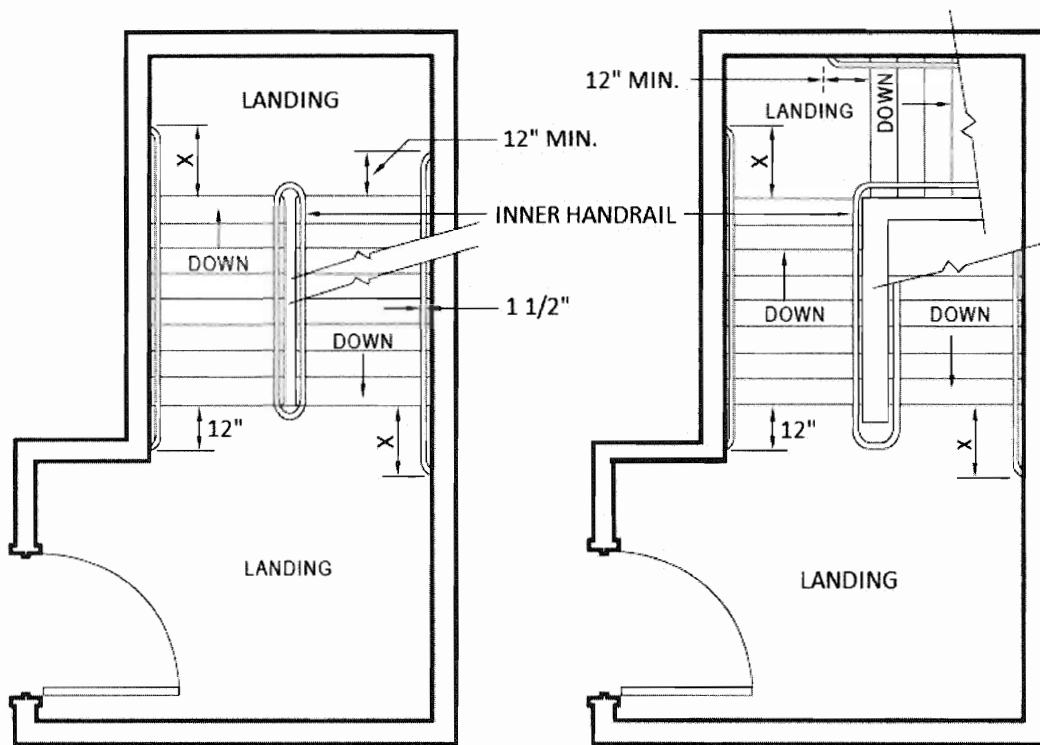 LANDING
X
12" MIN.
DOWN
INNER HANDRAIL
1 1/2"
DOWN
12"
X
LANDING
12" MIN.
LANDING
DOWN
X
DOWN
DOWN
12"
X
LANDING